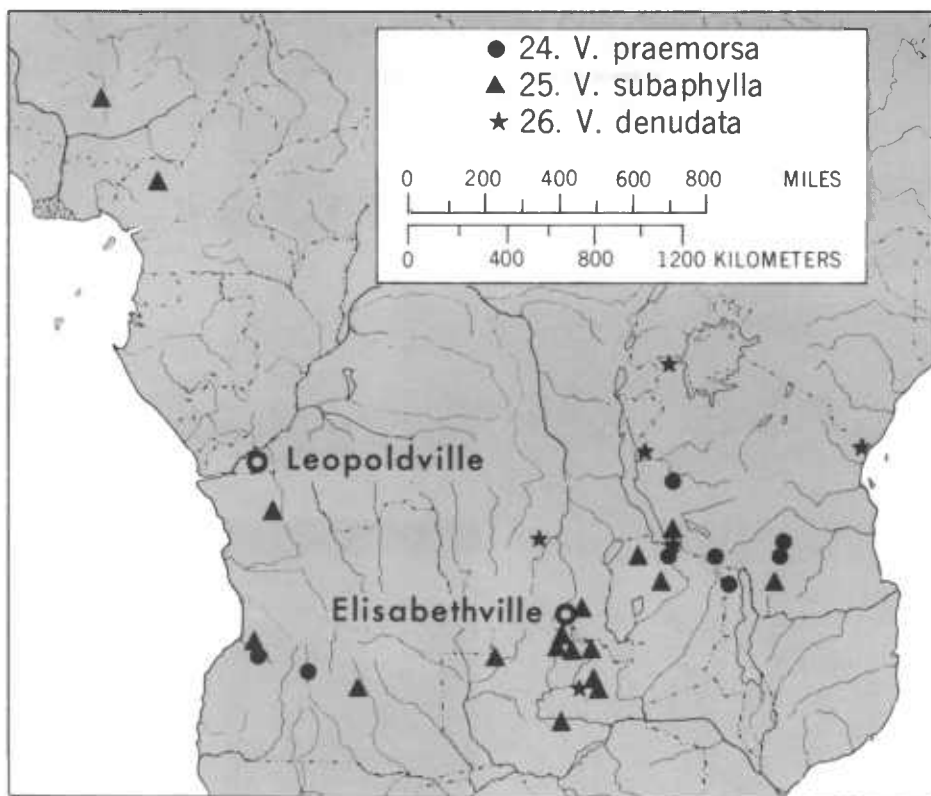 24. V. praemorsa
25. V. subaphylla
26. V. denudata
0 200 400 600 800 MILES
0 400 800 1200 KILOMETERS
Leopoldville
Elisabethville